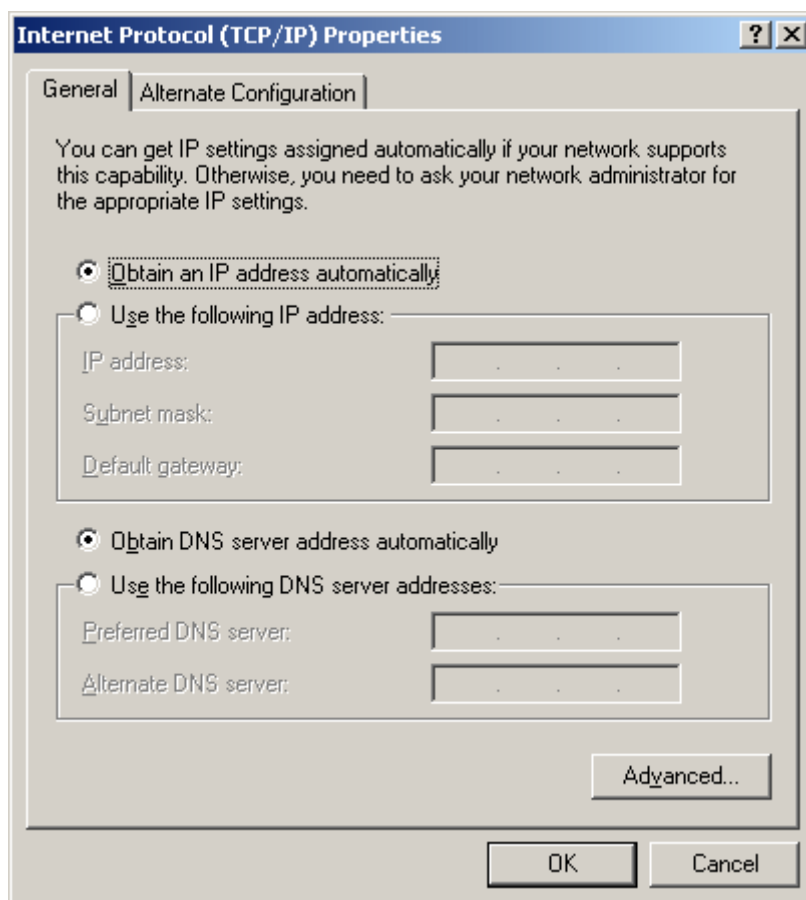 Internet Protocol (TCP/IP) Properties
General
Alternate Configuration
You can get IP settings assigned automatically if your network supports
this capability. Otherwise, you need to ask your network administrator for
the appropriate IP settings.
Obtain an IP address automatically
Use the following IP address:
IP address:
Subnet mask:
Default gateway:
Obtain DNS server address automatically
Use the following DNS server addresses:
Preferred DNS server:
Alternate DNS server:
Advanced...
OK
Cancel